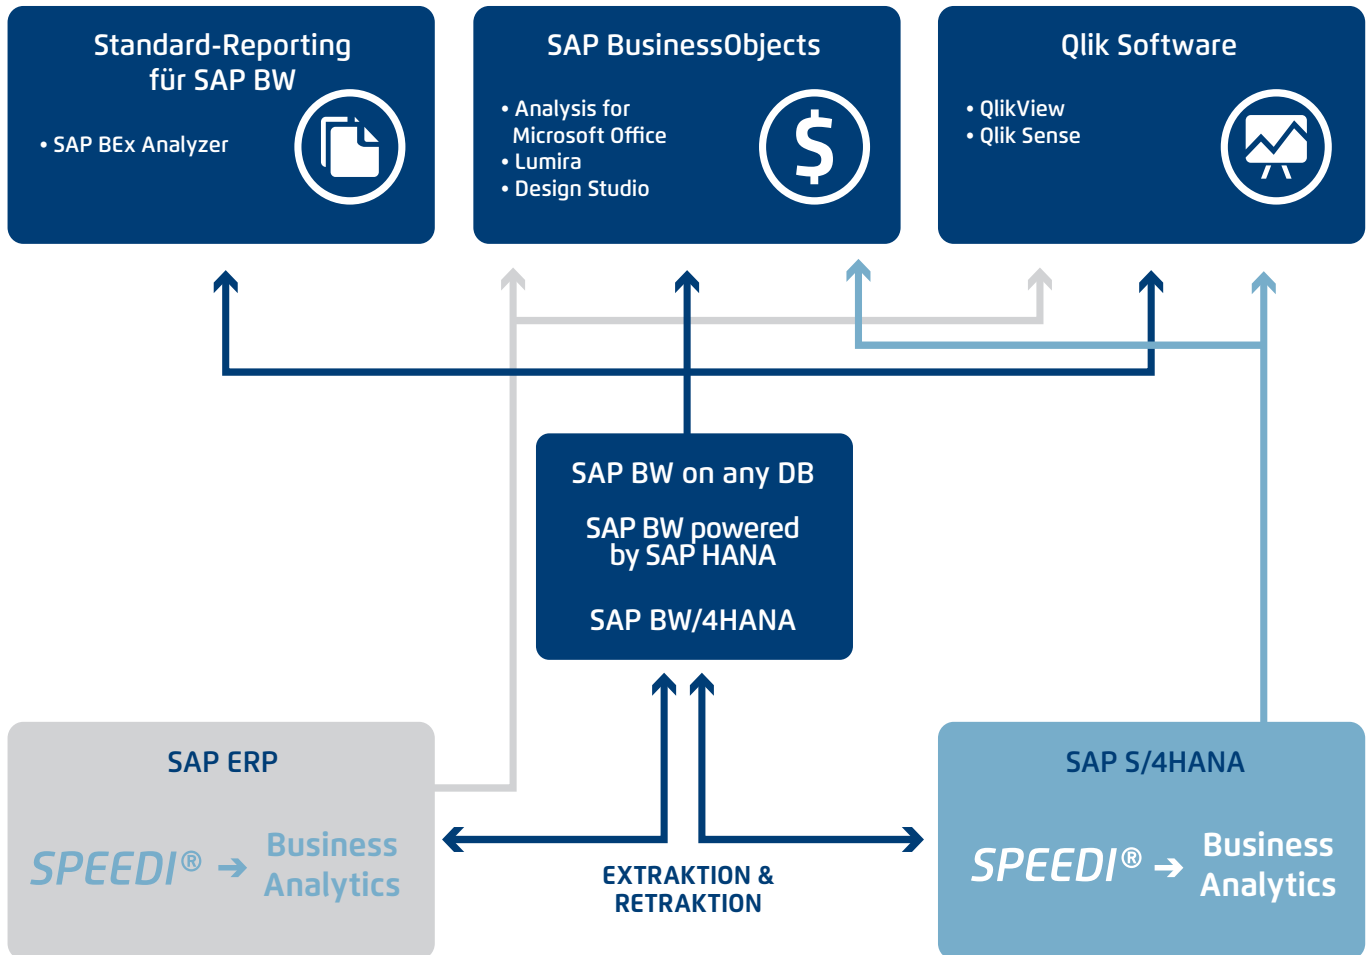 Standard-Reporting
für SAP BW
• SAP BEx Analyzer
SAP BusinessObjects
• Analysis for
Microsoft Office
• Lumira
• Design Studio
$
Qlik Software
• QlikView
• Qlik Sense
SAP BW on any DB
SAP BW powered
by SAP HANA
SAP BW/4HANA
SAP ERP
SPEEDI® ➔ Business
Analytics
EXTRAKTION &
RETRAKTION
SAP S/4HANA
SPEEDI® ➔ Business
Analytics